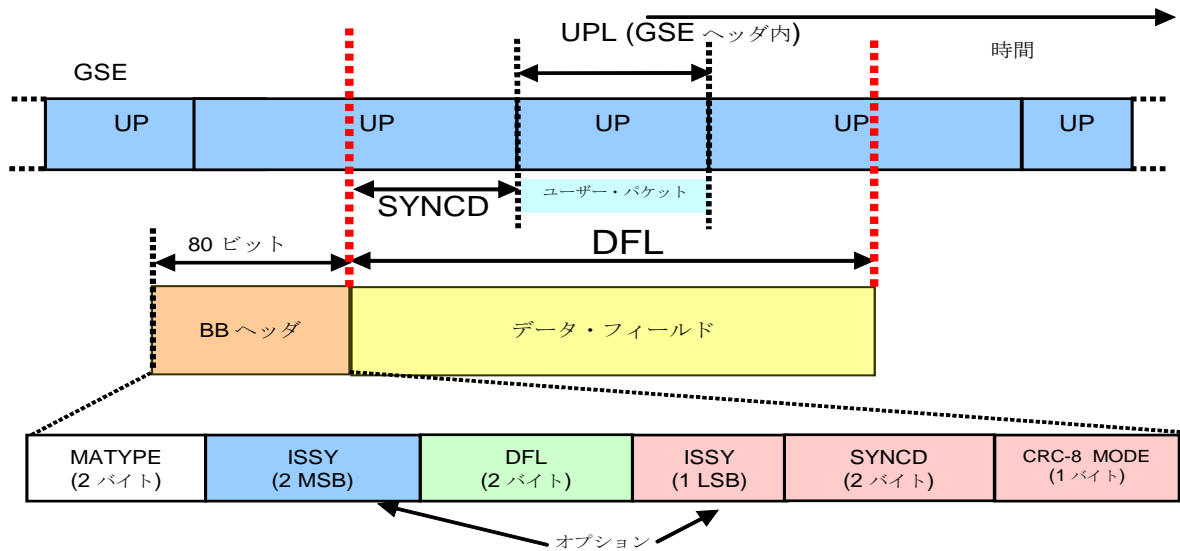 UPL (GSE ヘッダ内)
時間
GSE
UP
UP
UP
UP
UP
SYNCD
ユーザー・パケット
80 ビット
DFL
BB ヘッダ
データ・フィールド
MATYPE
(2 バイト)
ISSY
(2 MSB)
DFL
(2 バイト)
ISSY
(1 LSB)
SYNCD
(2 バイト)
CRC-8 MODE
(1 バイト)
オプション